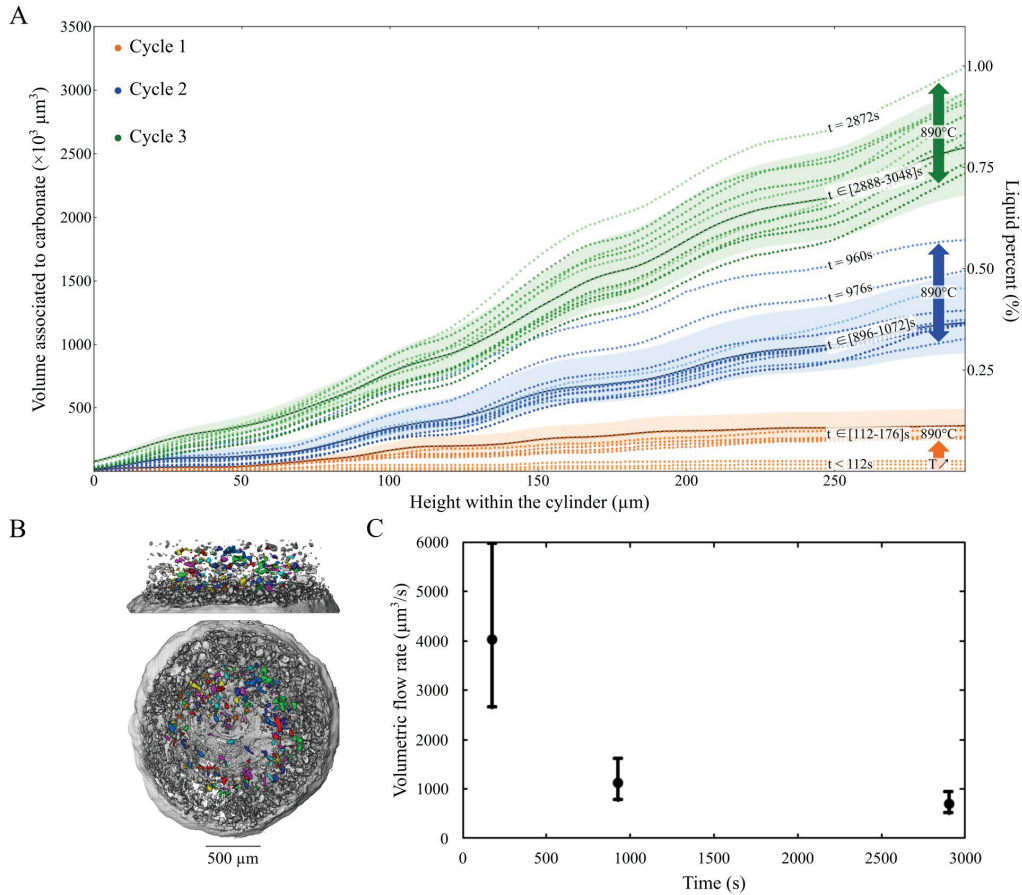 A
Volume associated to carbonate (×10³ µm³)
3500
3000
2500
2000
1500
1000
500
Cycle 1
Cycle 2
Cycle 3
t = 2872s
890°C
t ∈ [2888-3048]s
t = 960s
t = 976s
890°C
t ∈ [896-1072]s
t ∈ [112-176]s
890°C
t < 112s
T↗
1.00
0.75
0.50
0.25
Liquid percent (%)
0 50 100 150 200 250
Height within the cylinder (µm)
B
500 µm
C
Volumetric flow rate (µm³/s)
6000
5000
4000
3000
2000
1000
0
0 500 1000 1500 2000 2500 3000
Time (s)